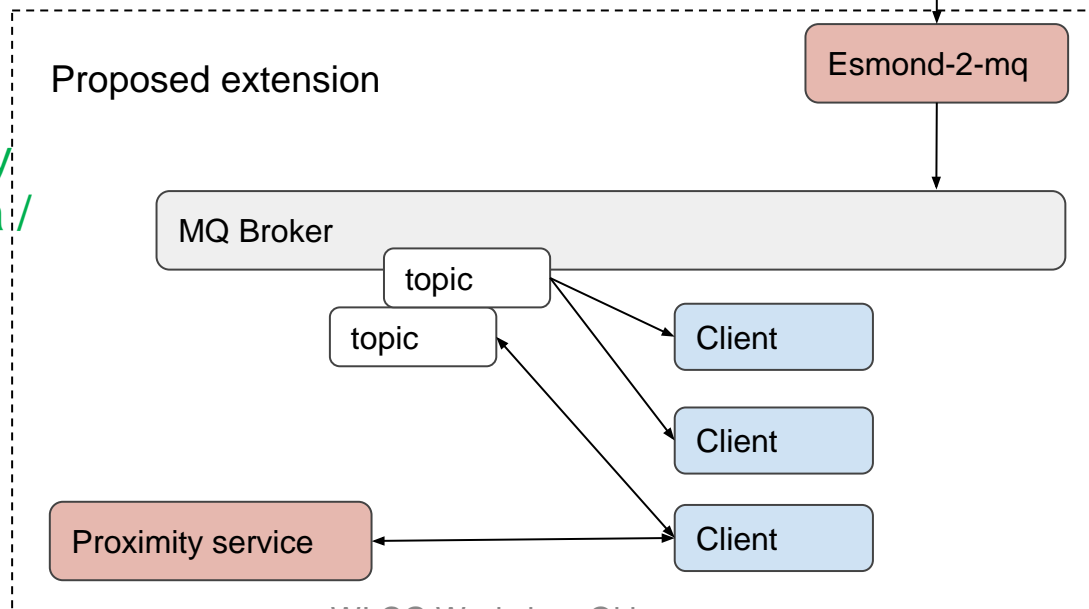 Esmond-2-mq
Proposed extension
/
/
MQ Broker
topic
topic
Client
Client
Client
Proximity service